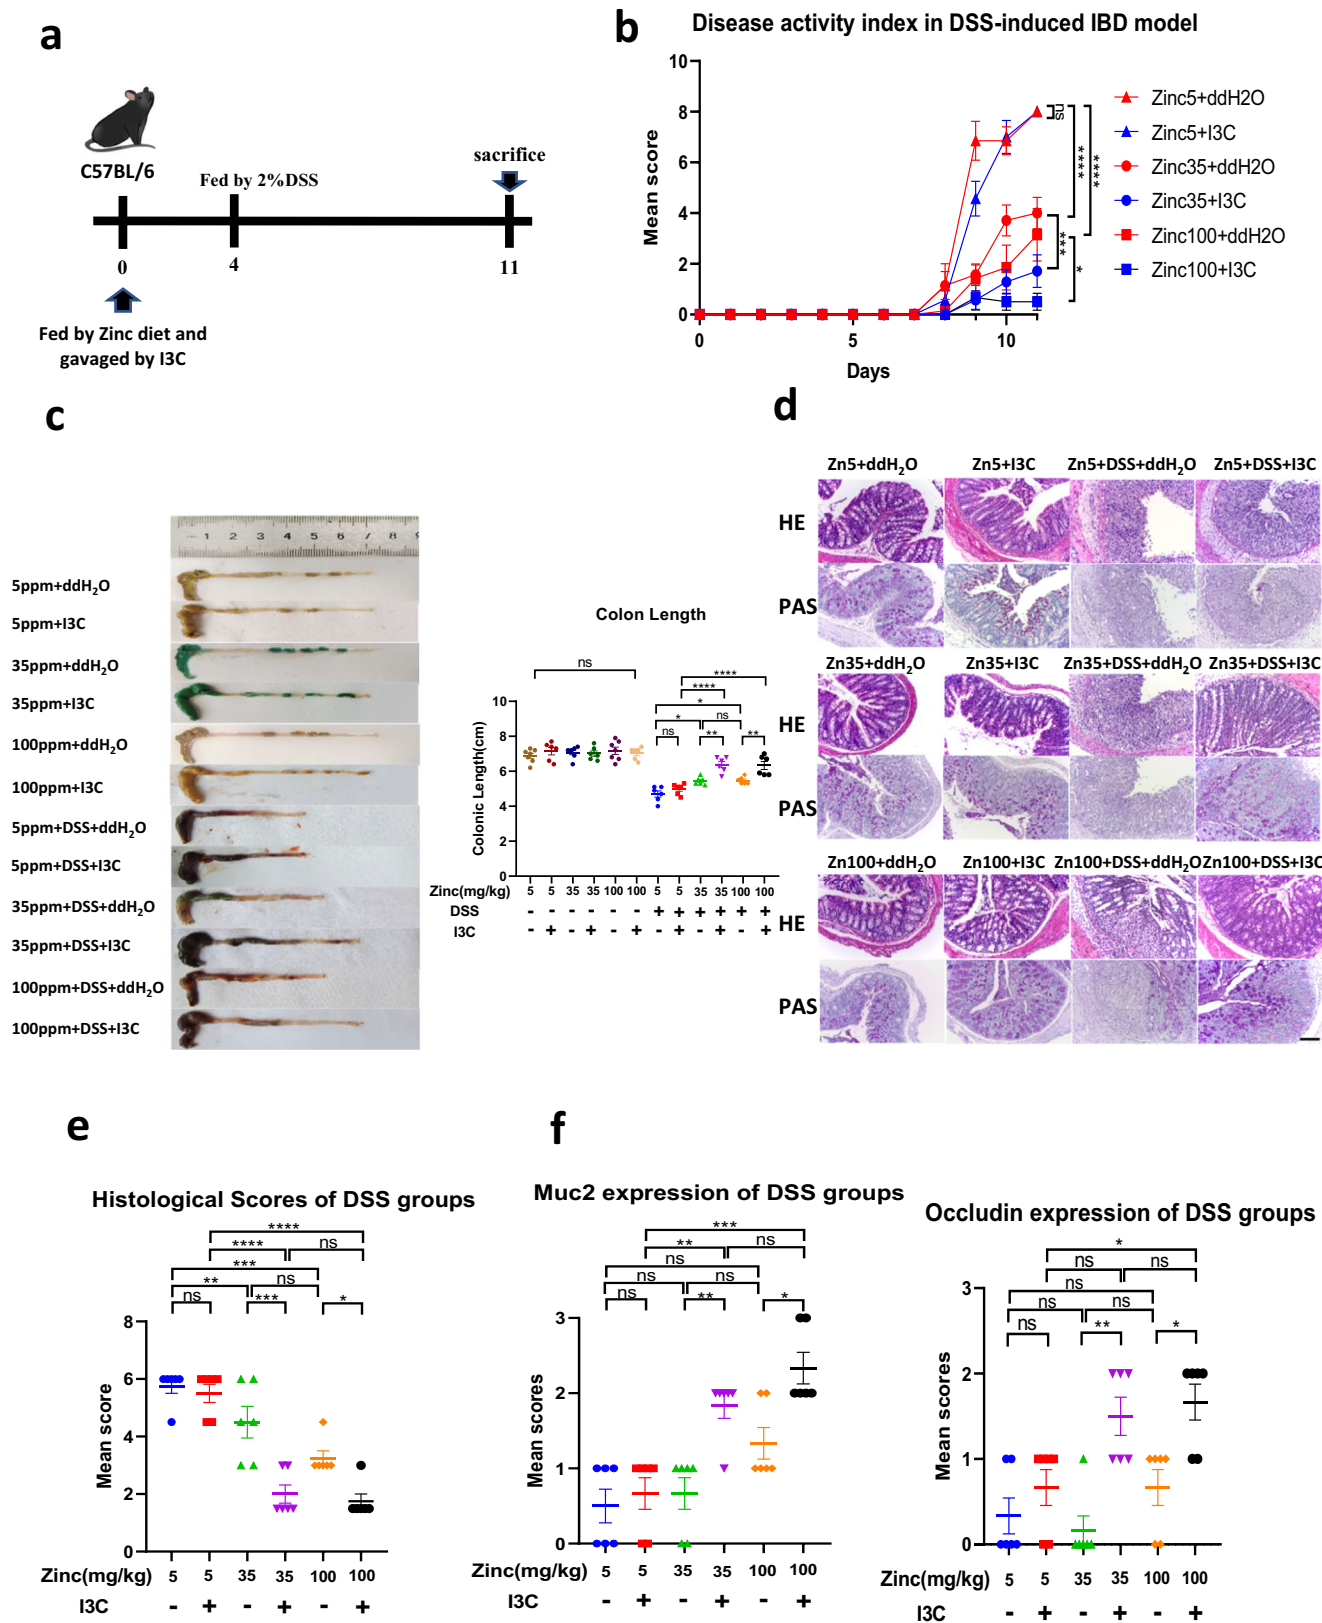 a
C57BL/6
Fed by 2%DSS
sacrifice
0
4
11
Fed by Zinc diet and
gavaged by I3C
b
Disease activity index in DSS-induced IBD model
Mean score
10
8
6
4
2
0
0
5
10
Days
ns
****
****
***
*
Zinc5+ddH2O
Zinc5+I3C
Zinc35+ddH2O
Zinc35+I3C
Zinc100+ddH2O
Zinc100+I3C
c
1 2 3 4 5 6 7 8
5ppm+ddH₂O
5ppm+I3C
35ppm+ddH₂O
35ppm+I3C
100ppm+ddH₂O
100ppm+I3C
5ppm+DSS+ddH₂O
5ppm+DSS+I3C
35ppm+DSS+ddH₂O
35ppm+DSS+I3C
100ppm+DSS+ddH₂O
100ppm+DSS+I3C
Colon Length
ns
****
****
*
* ns
ns ** **
Colonic Length(cm)
10
8
6
4
2
0
Zinc(mg/kg) 5 5 35 35 100 100 5 5 35 35 100 100
DSS - - - - - - + + + + + +
I3C - + - + - + - + - + - +
d
Zn5+ddH₂O Zn5+I3C Zn5+DSS+ddH₂O Zn5+DSS+I3C
HE
PAS
Zn35+ddH₂O Zn35+I3C Zn35+DSS+ddH₂O Zn35+DSS+I3C
HE
PAS
Zn100+ddH₂O Zn100+I3C Zn100+DSS+ddH₂O Zn100+DSS+I3C
HE
PAS
e
Histological Scores of DSS groups
****
**** ns
***
** ns
ns *** *
Mean score
8
6
4
2
0
Zinc(mg/kg) 5 5 35 35 100 100
I3C - + - + - +
f
Muc2 expression of DSS groups
***
** ns
ns
ns ns
ns ** *
Mean scores
3
2
1
0
Zinc(mg/kg) 5 5 35 35 100 100
I3C - + - + - +
Occludin expression of DSS groups
*
ns ns
ns
ns ns
ns ** *
Mean scores
3
2
1
0
Zinc(mg/kg) 5 5 35 35 100 100
I3C - + - + - +